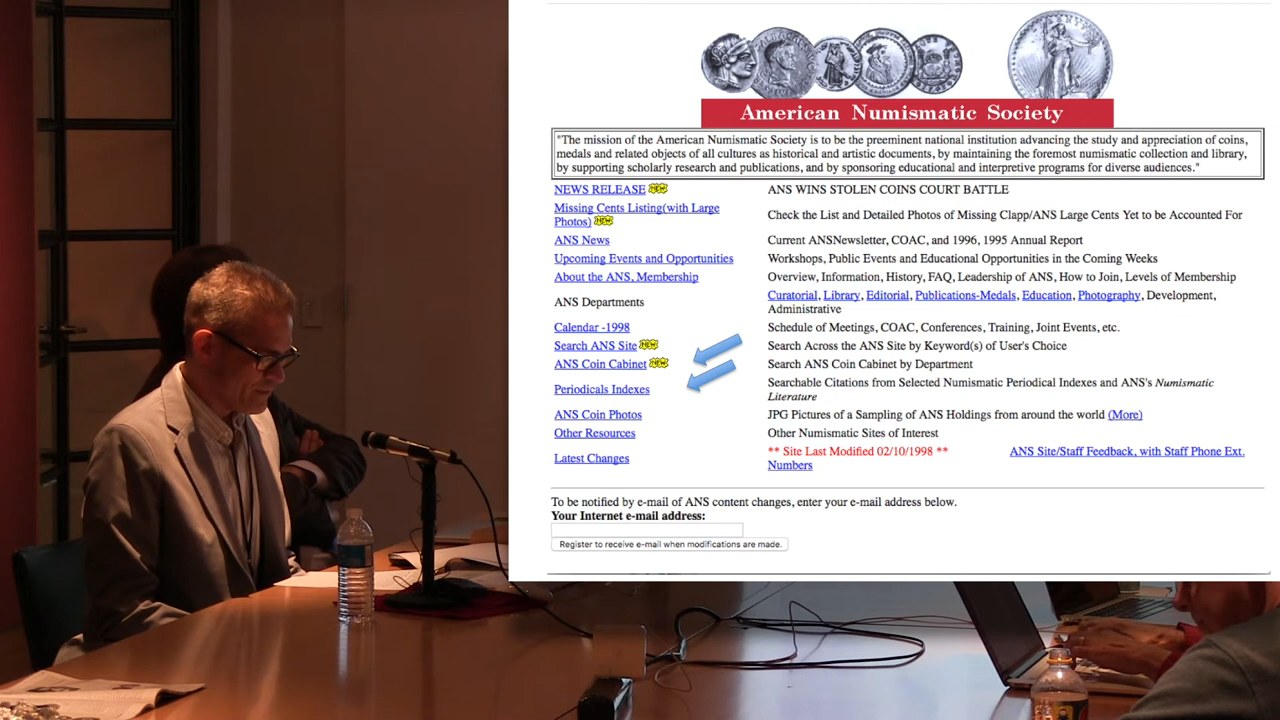 American Numismatic Society
"The mission of the American Numismatic Society is to be the preeminent national institution advancing the study and appreciation of coins,
medals and related objects of all cultures as historical and artistic documents, by maintaining the foremost numismatic collection and library,
by supporting scholarly research and publications, and by sponsoring educational and interpretive programs for diverse audiences."
NEWS RELEASE NEW ANS WINS STOLEN COINS COURT BATTLE
Missing Cents Listing(with Large
Photos) NEW Check the List and Detailed Photos of Missing Clapp/ANS Large Cents Yet to be Accounted For
ANS News Current ANSNewsletter, COAC, and 1996, 1995 Annual Report
Upcoming Events and Opportunities Workshops, Public Events and Educational Opportunities in the Coming Weeks
About the ANS, Membership Overview, Information, History, FAQ, Leadership of ANS, How to Join, Levels of Membership
ANS Departments Curatorial, Library, Editorial, Publications-Medals, Education, Photography, Development,
Administrative
Calendar -1998 Schedule of Meetings, COAC, Conferences, Training, Joint Events, etc.
Search ANS Site NEW Search Across the ANS Site by Keyword(s) of User's Choice
ANS Coin Cabinet NEW Search ANS Coin Cabinet by Department
Periodicals Indexes Searchable Citations from Selected Numismatic Periodical Indexes and ANS's Numismatic
Literature
ANS Coin Photos JPG Pictures of a Sampling of ANS Holdings from around the world (More)
Other Resources Other Numismatic Sites of Interest
Latest Changes ** Site Last Modified 02/10/1998 ** ANS Site/Staff Feedback, with Staff Phone Ext.
Numbers
To be notified by e-mail of ANS content changes, enter your e-mail address below.
Your Internet e-mail address:
Register to receive e-mail when modifications are made.